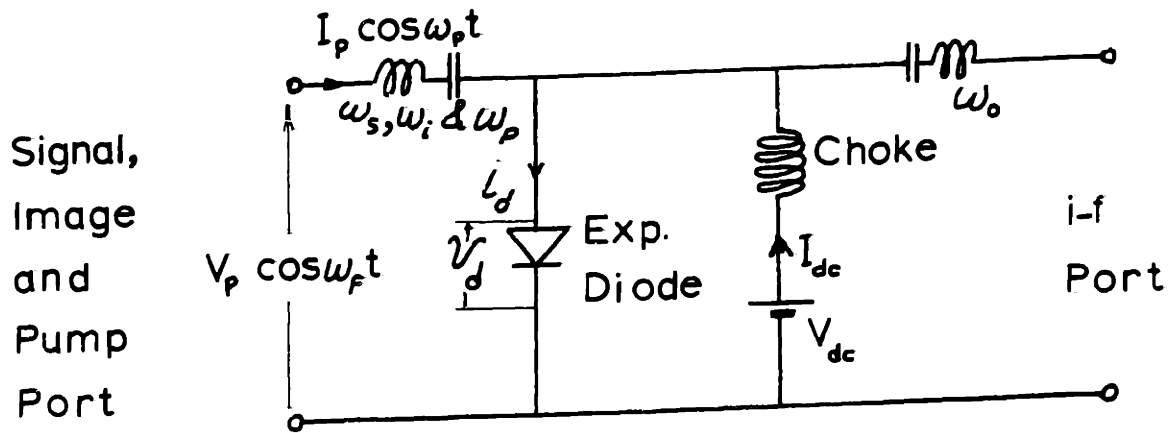 I_p cosω_p t
ω_s, ω_i & ω_p
ω_o
Signal,
Image
and
Pump
Port
V_p cosω_F t
i_d
V_d
Exp.
Diode
Choke
I_dc
V_dc
i-f
Port